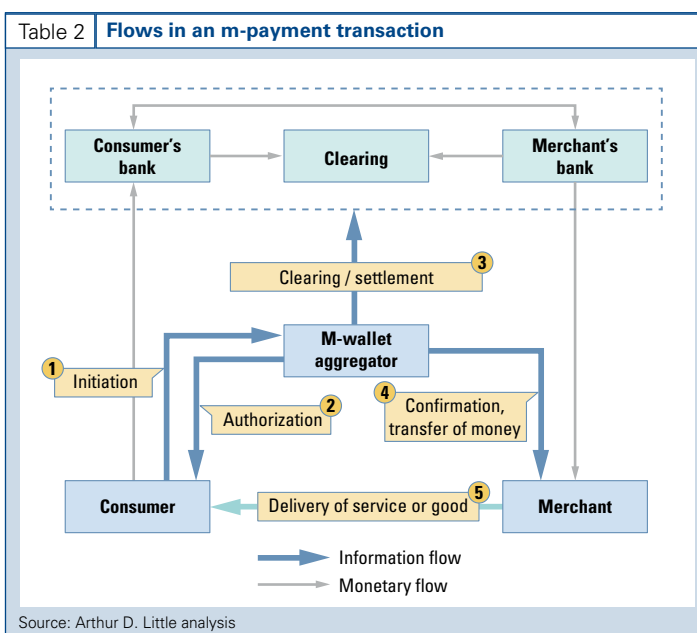 Table 2
Flows in an m-payment transaction
Consumer's
bank
Clearing
Merchant's
bank
3
Clearing / settlement
M-wallet
aggregator
1
Initiation
2
Authorization
4
Confirmation,
transfer of money
Consumer
5
Delivery of service or good
Merchant
Information flow
Monetary flow
Source: Arthur D. Little analysis